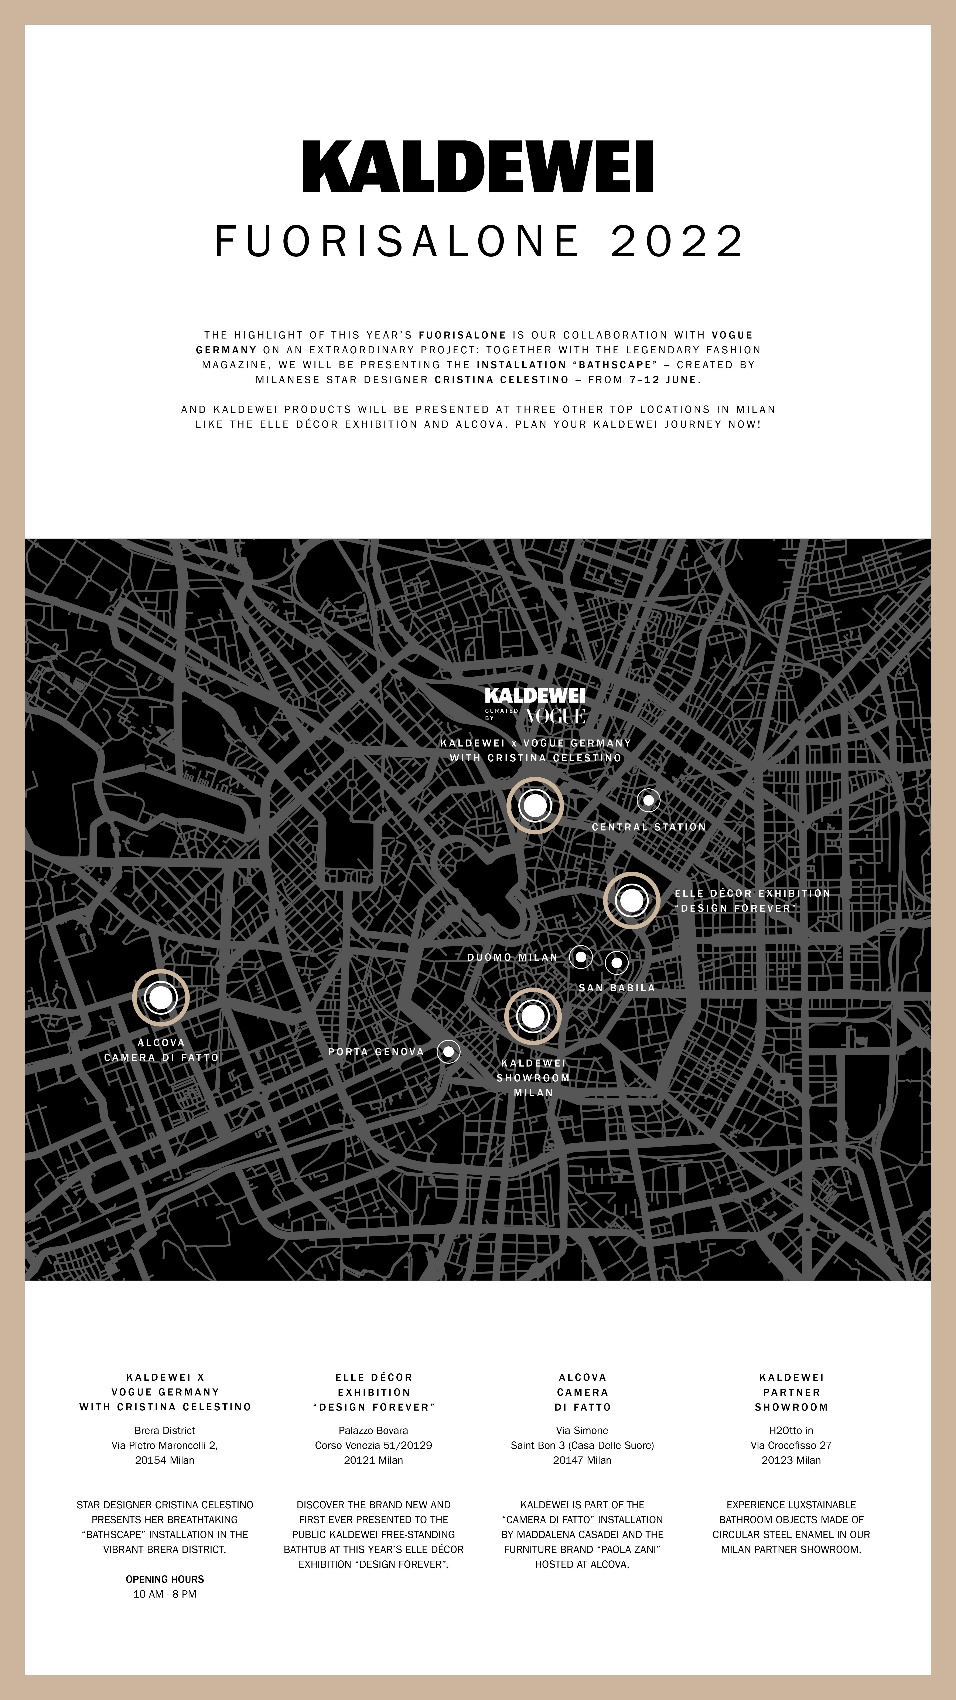 KALDEWEI
FUORISALONE 2022
THE HIGHLIGHT OF THIS YEAR'S FUORISALONE IS OUR COLLABORATION WITH VOGUE
GERMANY ON AN EXTRAORDINARY PROJECT: TOGETHER WITH THE LEGENDARY FASHION
MAGAZINE, WE WILL BE PRESENTING THE INSTALLATION “BATHSCAPE” – CREATED BY
MILANESE STAR DESIGNER CRISTINA CELESTINO – FROM 7–12 JUNE.
AND KALDEWEI PRODUCTS WILL BE PRESENTED AT THREE OTHER TOP LOCATIONS IN MILAN
LIKE THE ELLE DÉCOR EXHIBITION AND ALCOVA. PLAN YOUR KALDEWEI JOURNEY NOW!
KALDEWEI
CURATED BY VOGUE
KALDEWEI x VOGUE GERMANY
WITH CRISTINA CELESTINO
CENTRAL STATION
ELLE DÉCOR EXHIBITION
“DESIGN FOREVER”
DUOMO MILAN
SAN BABILA
ALCOVA
CAMERA DI FATTO
PORTA GENOVA
KALDEWEI
SHOWROOM
MILAN
KALDEWEI X
VOGUE GERMANY
WITH CRISTINA CELESTINO
Brera District
Via Pietro Maroncelli 2,
20154 Milan
STAR DESIGNER CRISTINA CELESTINO
PRESENTS HER BREATHTAKING
“BATHSCAPE” INSTALLATION IN THE
VIBRANT BRERA DISTRICT.
OPENING HOURS
10 AM - 8 PM
ELLE DÉCOR
EXHIBITION
“DESIGN FOREVER”
Palazzo Bovara
Corso Venezia 51/20129
20121 Milan
DISCOVER THE BRAND NEW AND
FIRST EVER PRESENTED TO THE
PUBLIC KALDEWEI FREE-STANDING
BATHTUB AT THIS YEAR'S ELLE DÉCOR
EXHIBITION “DESIGN FOREVER”.
ALCOVA
CAMERA
DI FATTO
Via Simone
Saint Bon 3 (Casa Delle Suore)
20147 Milan
KALDEWEI IS PART OF THE
“CAMERA DI FATTO” INSTALLATION
BY MADDALENA CASADEI AND THE
FURNITURE BRAND “PAOLA ZANI”
HOSTED AT ALCOVA.
KALDEWEI
PARTNER
SHOWROOM
H2Otto in
Via Crocefisso 27
20123 Milan
EXPERIENCE LUXSTAINABLE
BATHROOM OBJECTS MADE OF
CIRCULAR STEEL ENAMEL IN OUR
MILAN PARTNER SHOWROOM.